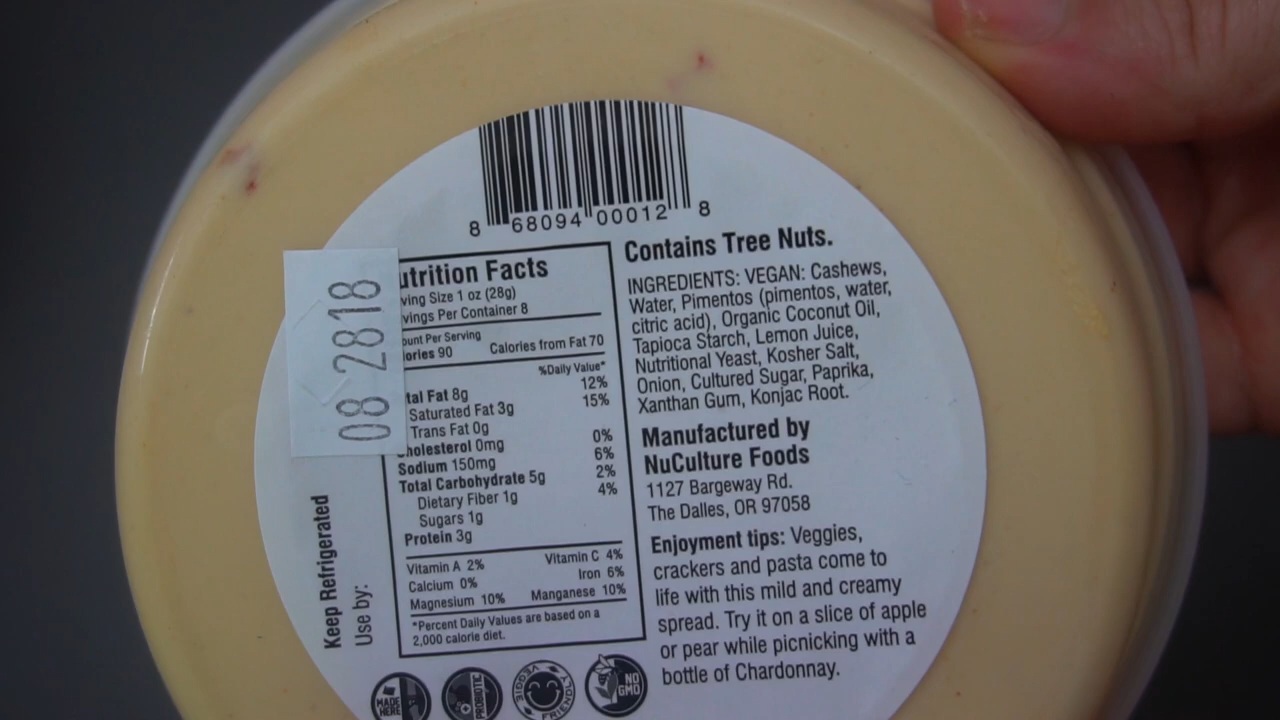 8 68094 00012 8
08 2818
Keep Refrigerated
Use by:
utrition Facts
ving Size 1 oz (28g)
vings Per Container 8
ount Per Serving
ories 90 Calories from Fat 70
%Daily Value*
tal Fat 8g 12%
Saturated Fat 3g 15%
Trans Fat 0g
holesterol 0mg 0%
Sodium 150mg 6%
Total Carbohydrate 5g 2%
Dietary Fiber 1g 4%
Sugars 1g
Protein 3g
Vitamin A 2% Vitamin C 4%
Calcium 0% Iron 6%
Magnesium 10% Manganese 10%
*Percent Daily Values are based on a
2,000 calorie diet.
MADE HERE
PROBIOTIC
VEGGIE FRIENDLY
NO GMO
Contains Tree Nuts.
INGREDIENTS: VEGAN: Cashews,
Water, Pimentos (pimentos, water,
citric acid), Organic Coconut Oil,
Tapioca Starch, Lemon Juice,
Nutritional Yeast, Kosher Salt,
Onion, Cultured Sugar, Paprika,
Xanthan Gum, Konjac Root.
Manufactured by
NuCulture Foods
1127 Bargeway Rd.
The Dalles, OR 97058
Enjoyment tips: Veggies,
crackers and pasta come to
life with this mild and creamy
spread. Try it on a slice of apple
or pear while picnicking with a
bottle of Chardonnay.